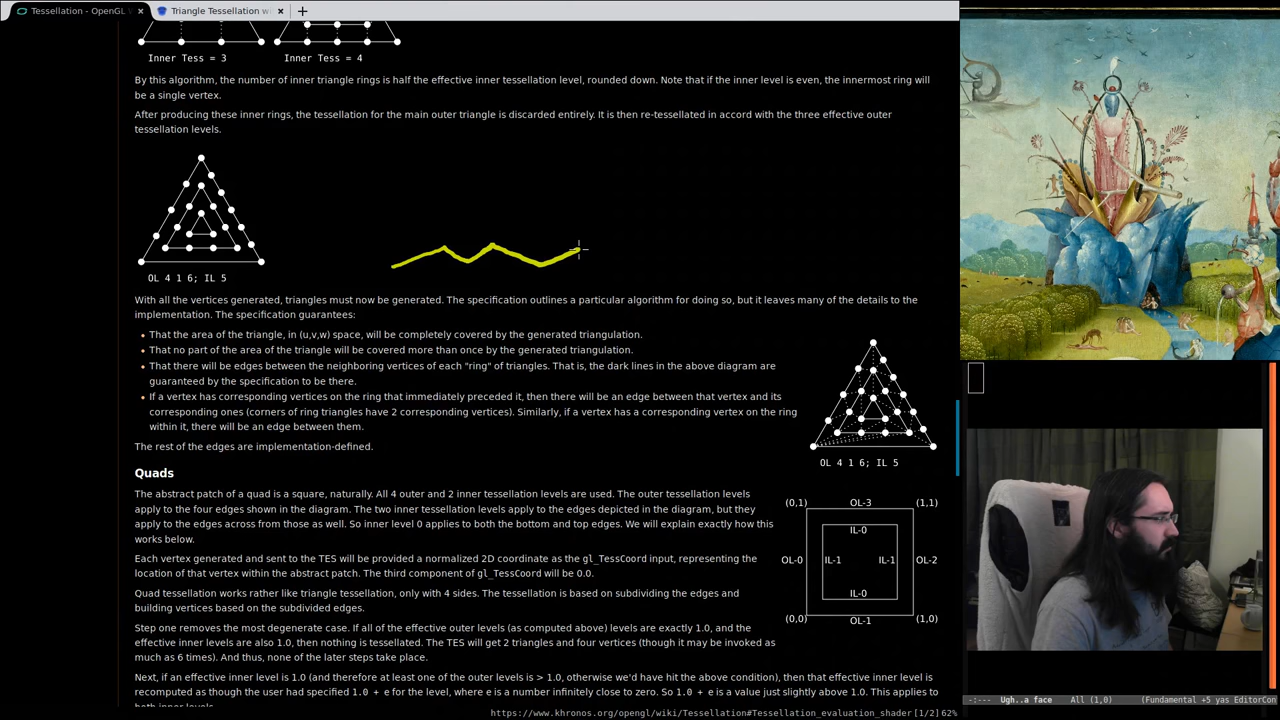 Tessellation - OpenGL W × Triangle Tessellation wi × +
Inner Tess = 3 Inner Tess = 4
By this algorithm, the number of inner triangle rings is half the effective inner tessellation level, rounded down. Note that if the inner level is even, the innermost ring will
be a single vertex.
After producing these inner rings, the tessellation for the main outer triangle is discarded entirely. It is then re-tessellated in accord with the three effective outer
tessellation levels.
OL 4 1 6; IL 5
With all the vertices generated, triangles must now be generated. The specification outlines a particular algorithm for doing so, but it leaves many of the details to the
implementation. The specification guarantees:
• That the area of the triangle, in (u,v,w) space, will be completely covered by the generated triangulation.
• That no part of the area of the triangle will be covered more than once by the generated triangulation.
• That there will be edges between the neighboring vertices of each "ring" of triangles. That is, the dark lines in the above diagram are
guaranteed by the specification to be there.
• If a vertex has corresponding vertices on the ring that immediately preceded it, then there will be an edge between that vertex and its
corresponding ones (corners of ring triangles have 2 corresponding vertices). Similarly, if a vertex has a corresponding vertex on the ring
within it, there will be an edge between them.
The rest of the edges are implementation-defined.
OL 4 1 6; IL 5
Quads
The abstract patch of a quad is a square, naturally. All 4 outer and 2 inner tessellation levels are used. The outer tessellation levels
apply to the four edges shown in the diagram. The two inner tessellation levels apply to the edges depicted in the diagram, but they
apply to the edges across from those as well. So inner level 0 applies to both the bottom and top edges. We will explain exactly how this
works below.
(0,1) OL-3 (1,1)
IL-0
OL-0 IL-1 IL-1 OL-2
IL-0
(0,0) OL-1 (1,0)
Each vertex generated and sent to the TES will be provided a normalized 2D coordinate as the gl_TessCoord input, representing the
location of that vertex within the abstract patch. The third component of gl_TessCoord will be 0.0.
Quad tessellation works rather like triangle tessellation, only with 4 sides. The tessellation is based on subdividing the edges and
building vertices based on the subdivided edges.
Step one removes the most degenerate case. If all of the effective outer levels (as computed above) levels are exactly 1.0, and the
effective inner levels are also 1.0, then nothing is tessellated. The TES will get 2 triangles and four vertices (though it may be invoked as
much as 6 times). And thus, none of the later steps take place.
Next, if an effective inner level is 1.0 (and therefore at least one of the outer levels is > 1.0, otherwise we'd have hit the above condition), then that effective inner level is
recomputed as though the user had specified 1.0 + e for the level, where e is a number infinitely close to zero. So 1.0 + e is a value just slightly above 1.0. This applies to
both inner levels.
https://www.khronos.org/opengl/wiki/Tessellation#Tessellation_evaluation_shader [1/2] 62%
-:--- Ugh..a face All (1,0) (Fundamental +5 yas EditorCon